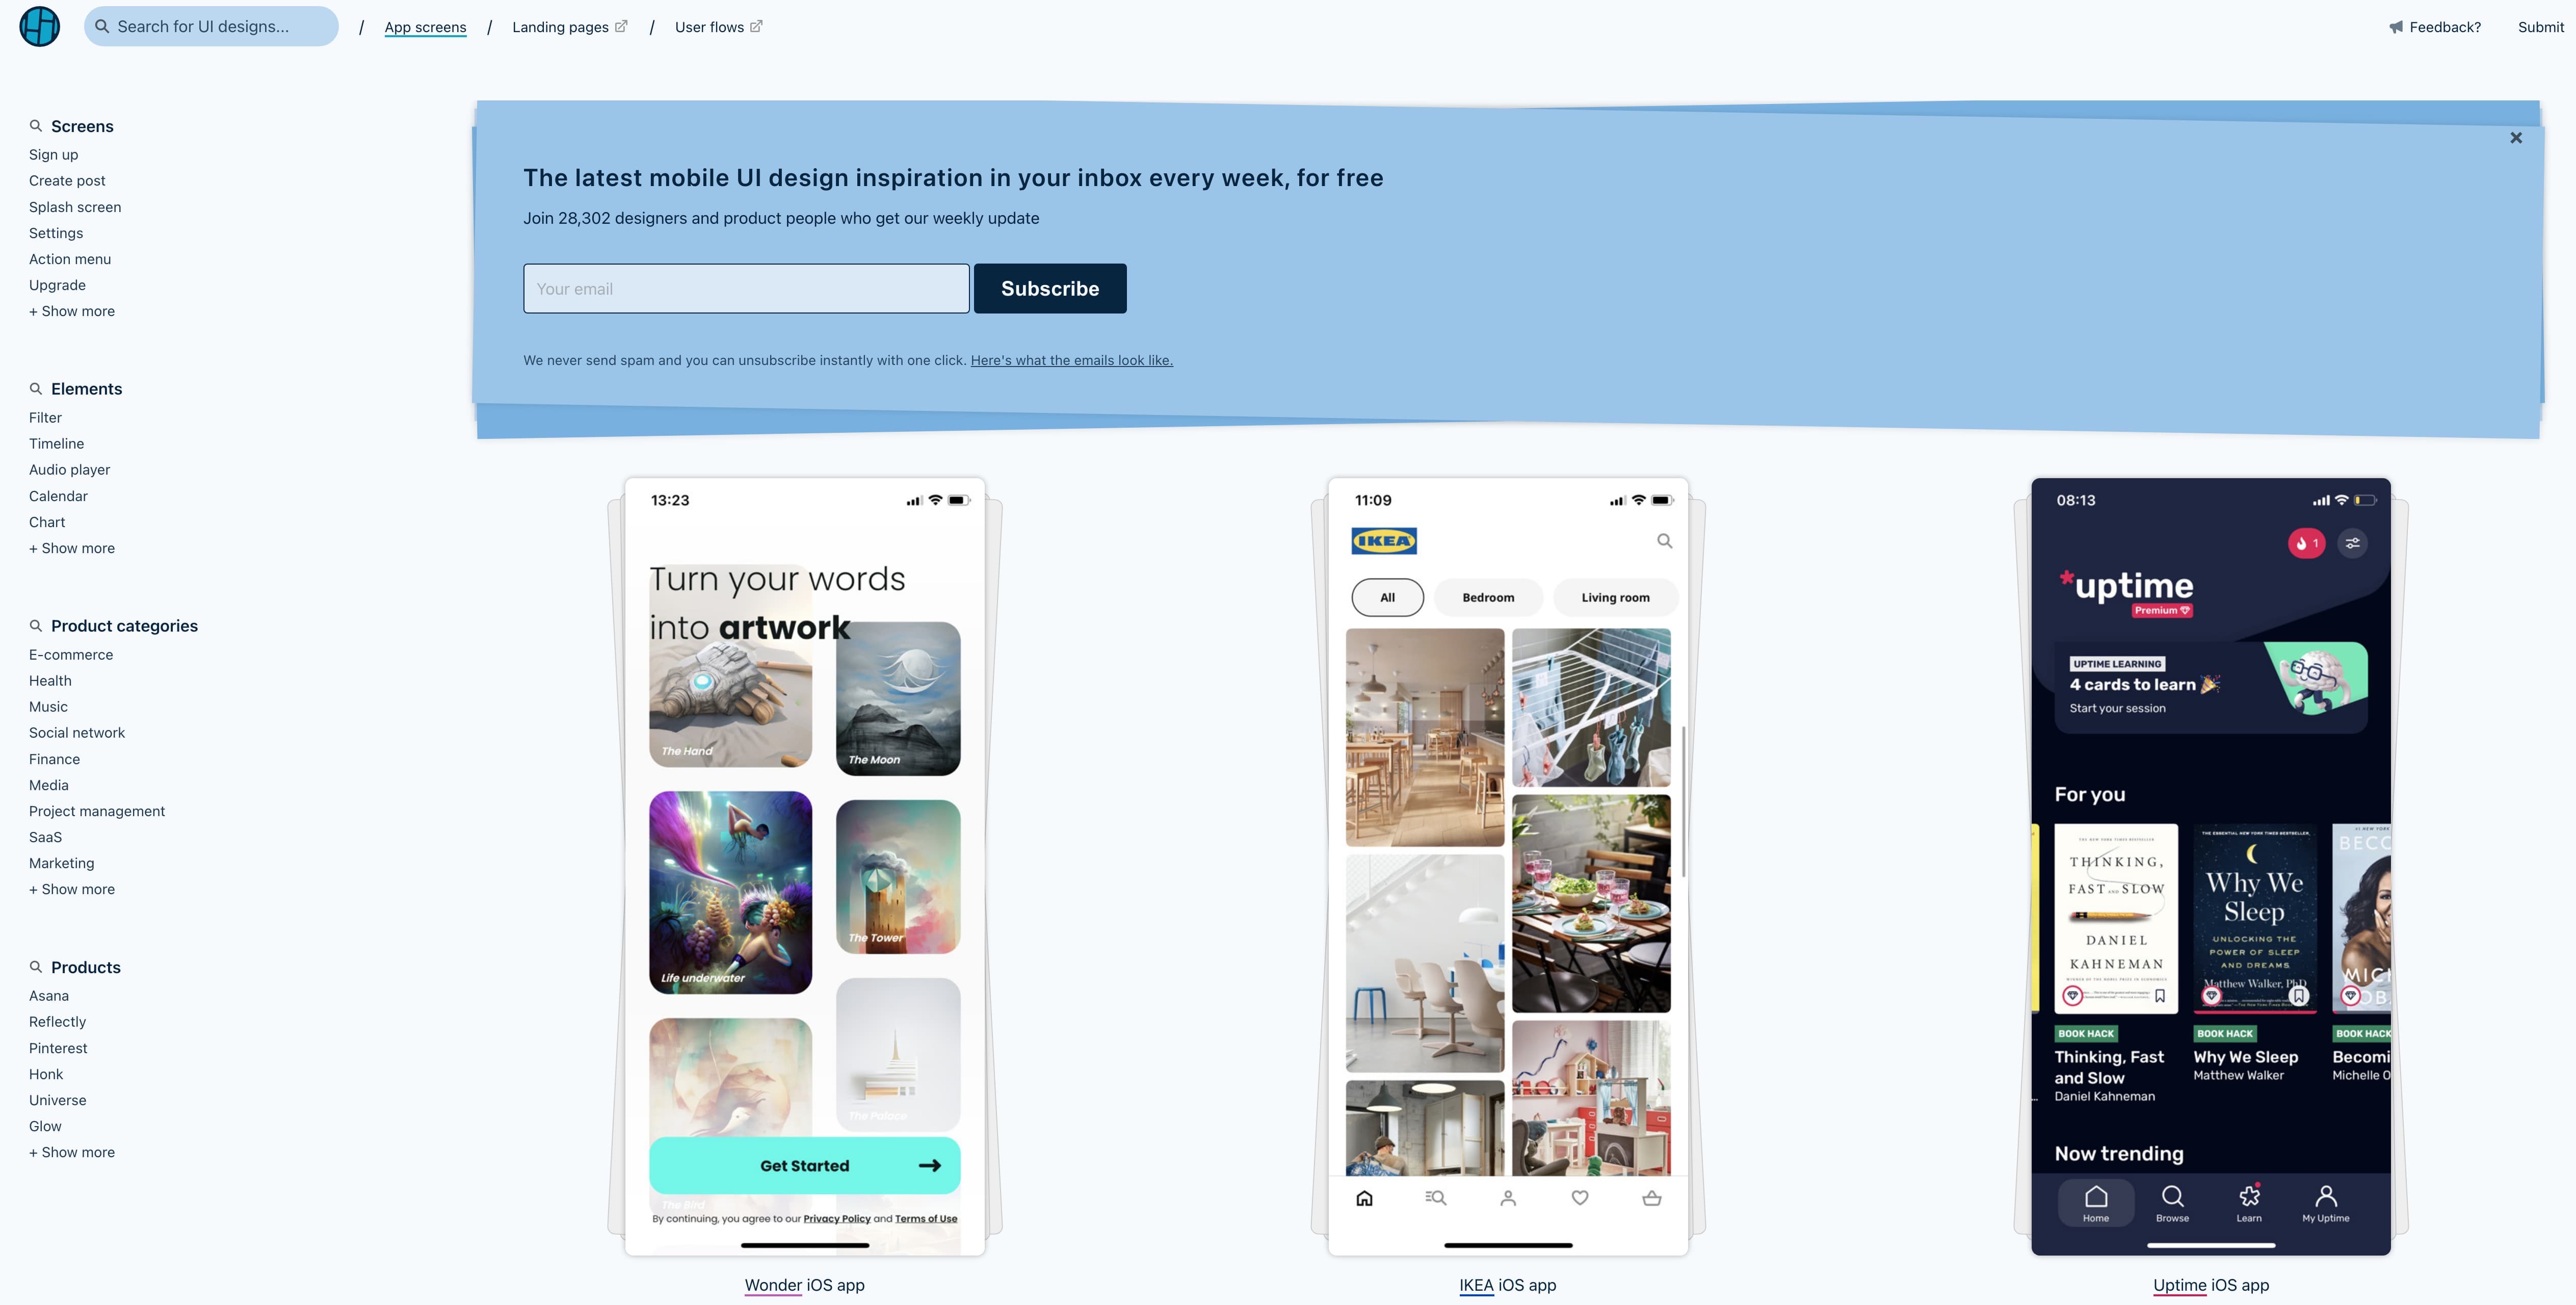 Search for UI designs...
/ App screens / Landing pages / User flows
Feedback? Submit
Screens
Sign up
Create post
Splash screen
Settings
Action menu
Upgrade
+ Show more
Elements
Filter
Timeline
Audio player
Calendar
Chart
+ Show more
Product categories
E-commerce
Health
Music
Social network
Finance
Media
Project management
SaaS
Marketing
+ Show more
Products
Asana
Reflectly
Pinterest
Honk
Universe
Glow
+ Show more
The latest mobile UI design inspiration in your inbox every week, for free
Join 28,302 designers and product people who get our weekly update
Your email
Subscribe
We never send spam and you can unsubscribe instantly with one click. Here's what the emails look like.
13:23
Turn your words
into artwork
The Hand
The Moon
Life underwater
The Tower
The Palace
Get Started
The Bird
By continuing, you agree to our Privacy Policy and Terms of Use
Wonder iOS app
11:09
IKEA
All
Bedroom
Living room
IKEA iOS app
08:13
1
*uptime
Premium
UPTIME LEARNING
4 cards to learn
Start your session
For you
THINKING,
FAST AND SLOW
DANIEL
KAHNEMAN
THE ESSENTIAL NEW YORK TIMES BESTSELLER
Why We
Sleep
UNLOCKING THE
POWER OF SLEEP
AND DREAMS
Matthew Walker, PhD
BECO
MICH
OB
BOOK HACK
Thinking, Fast
and Slow
Daniel Kahneman
BOOK HACK
Why We Sleep
Matthew Walker
BOOK HACK
Becomi
Michelle O
Now trending
Home
Browse
Learn
My Uptime
Uptime iOS app